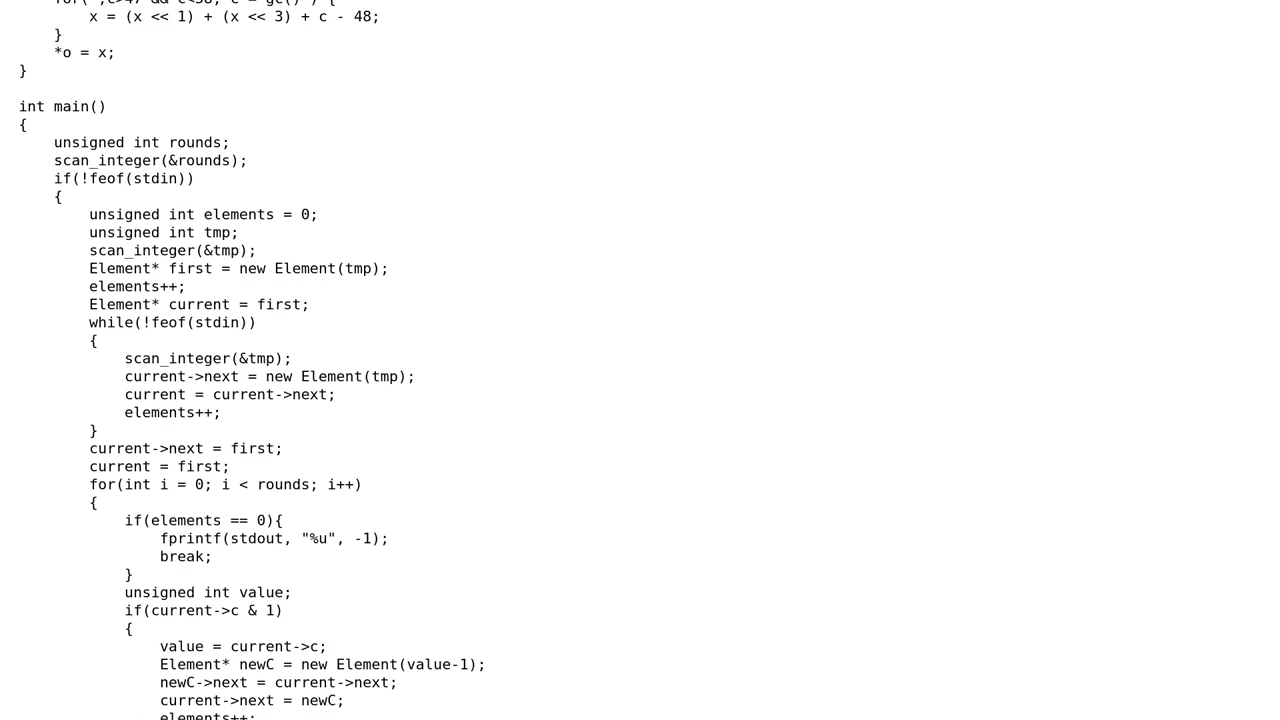 x = (x << 1) + (x << 3) + c - 48;
}
*o = x;
}
int main()
{
unsigned int rounds;
scan_integer(&rounds);
if(!feof(stdin))
{
unsigned int elements = 0;
unsigned int tmp;
scan_integer(&tmp);
Element* first = new Element(tmp);
elements++;
Element* current = first;
while(!feof(stdin))
{
scan_integer(&tmp);
current->next = new Element(tmp);
current = current->next;
elements++;
}
current->next = first;
current = first;
for(int i = 0; i < rounds; i++)
{
if(elements == 0){
fprintf(stdout, "%u", -1);
break;
}
unsigned int value;
if(current->c & 1)
{
value = current->c;
Element* newC = new Element(value-1);
newC->next = current->next;
current->next = newC;
elements++;